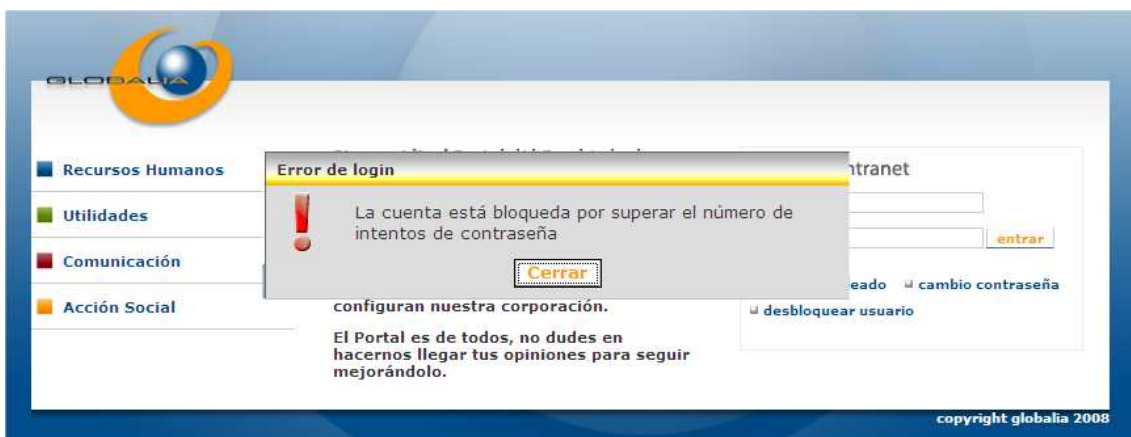 GLOBALIA
Recursos Humanos
Utilidades
Comunicación
Acción Social
Error de login
La cuenta está bloqueda por superar el número de
intentos de contraseña
Cerrar
configuran nuestra corporación.
El Portal es de todos, no dudes en
hacernos llegar tus opiniones para seguir
mejorándolo.
ntranet
entrar
eado cambio contraseña
desbloquear usuario
copyright globalia 2008